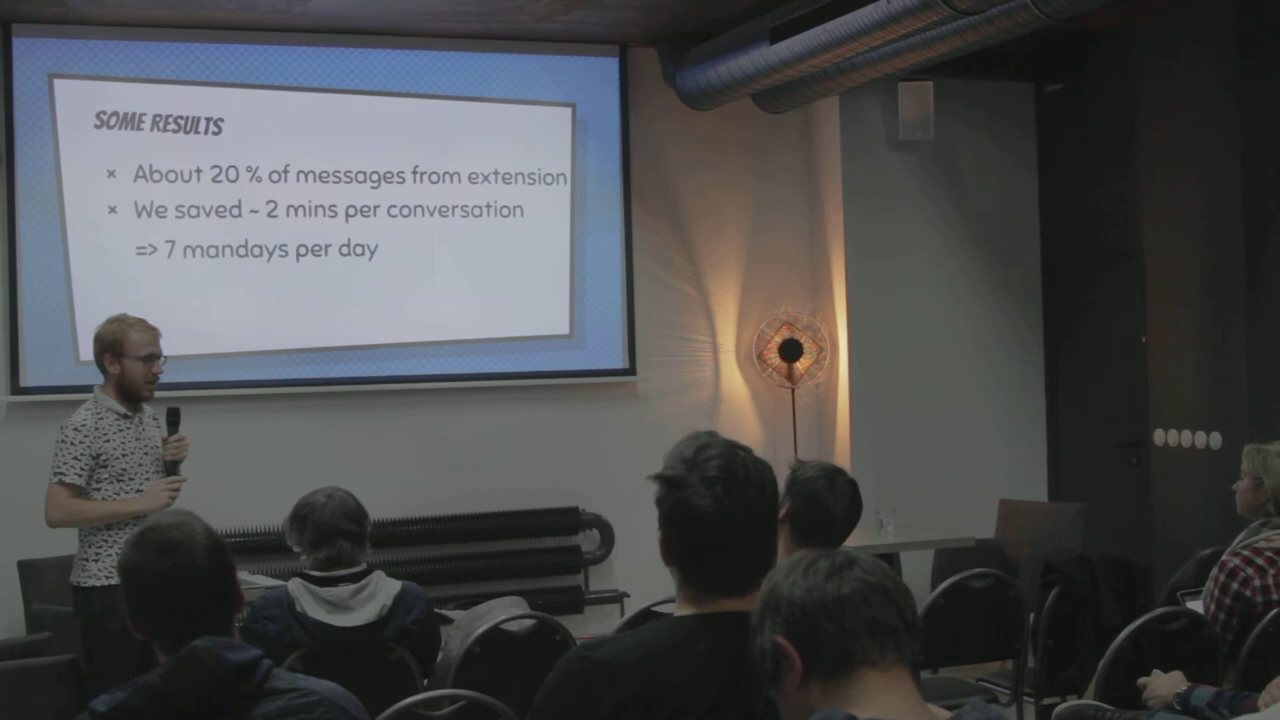 SOME RESULTS
× About 20 % of messages from extension
× We saved ~ 2 mins per conversation
=> 7 mandays per day